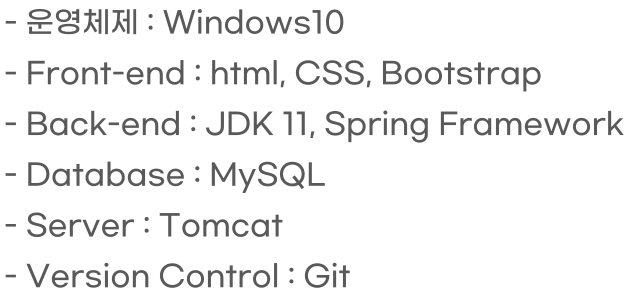 - 운영체제 : Windows10
- Front-end : html, CSS, Bootstrap
- Back-end : JDK 11, Spring Framework
- Database : MySQL
- Server : Tomcat
- Version Control : Git